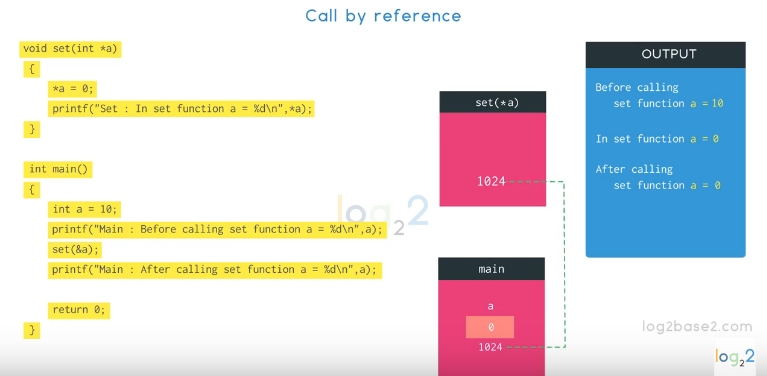 Call by reference
void set(int *a)
{
*a = 0;
printf("Set : In set function a = %d\n",*a);
}
int main()
{
int a = 10;
printf("Main : Before calling set function a = %d\n",a);
set(&a);
printf("Main : After calling set function a = %d\n",a);
return 0;
}
log22
set(*a)
1024
main
a
0
1024
OUTPUT
Before calling
set function a = 10
In set function a = 0
After calling
set function a = 0
log2base2.com
log22